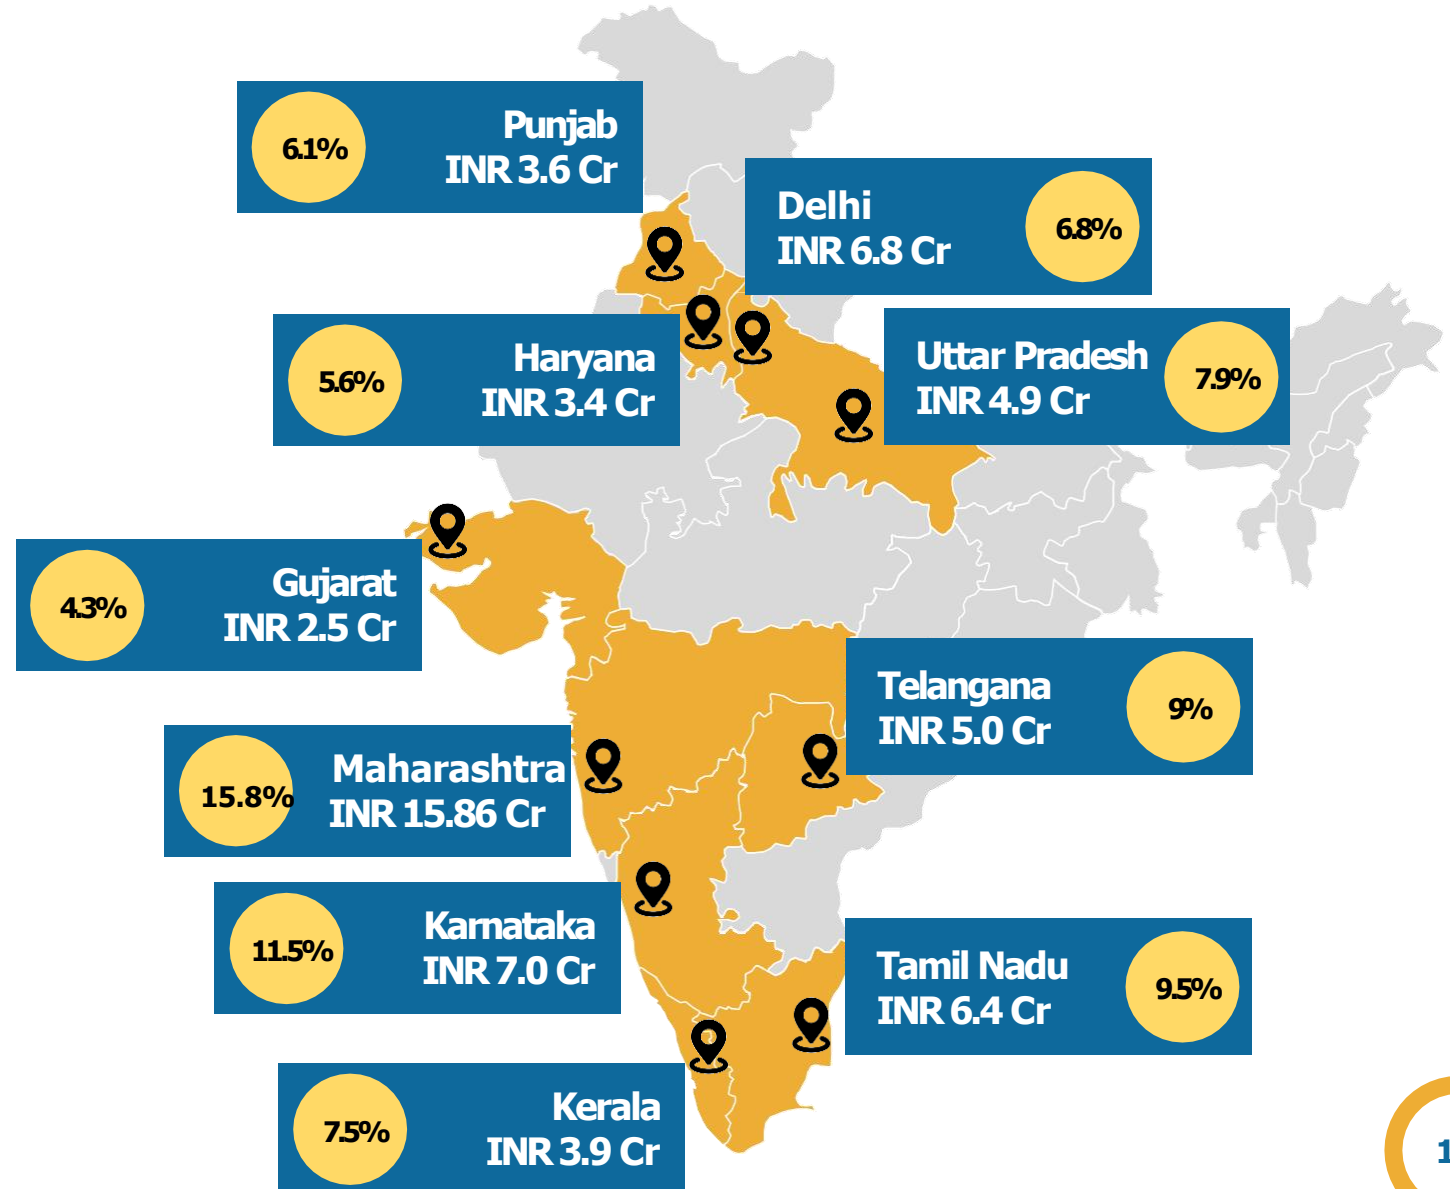 Punjab
INR 3.6 Cr
6.1%
Delhi
INR 6.8 Cr
6.8%
Haryana
INR 3.4 Cr
5.6%
Uttar Pradesh
INR 4.9 Cr
7.9%
Gujarat
INR 2.5 Cr
4.3%
Telangana
INR 5.0 Cr
9%
Maharashtra
INR 15.86 Cr
15.8%
Karnataka
INR 7.0 Cr
11.5%
Tamil Nadu
INR 6.4 Cr
9.5%
Kerala
INR 3.9 Cr
7.5%